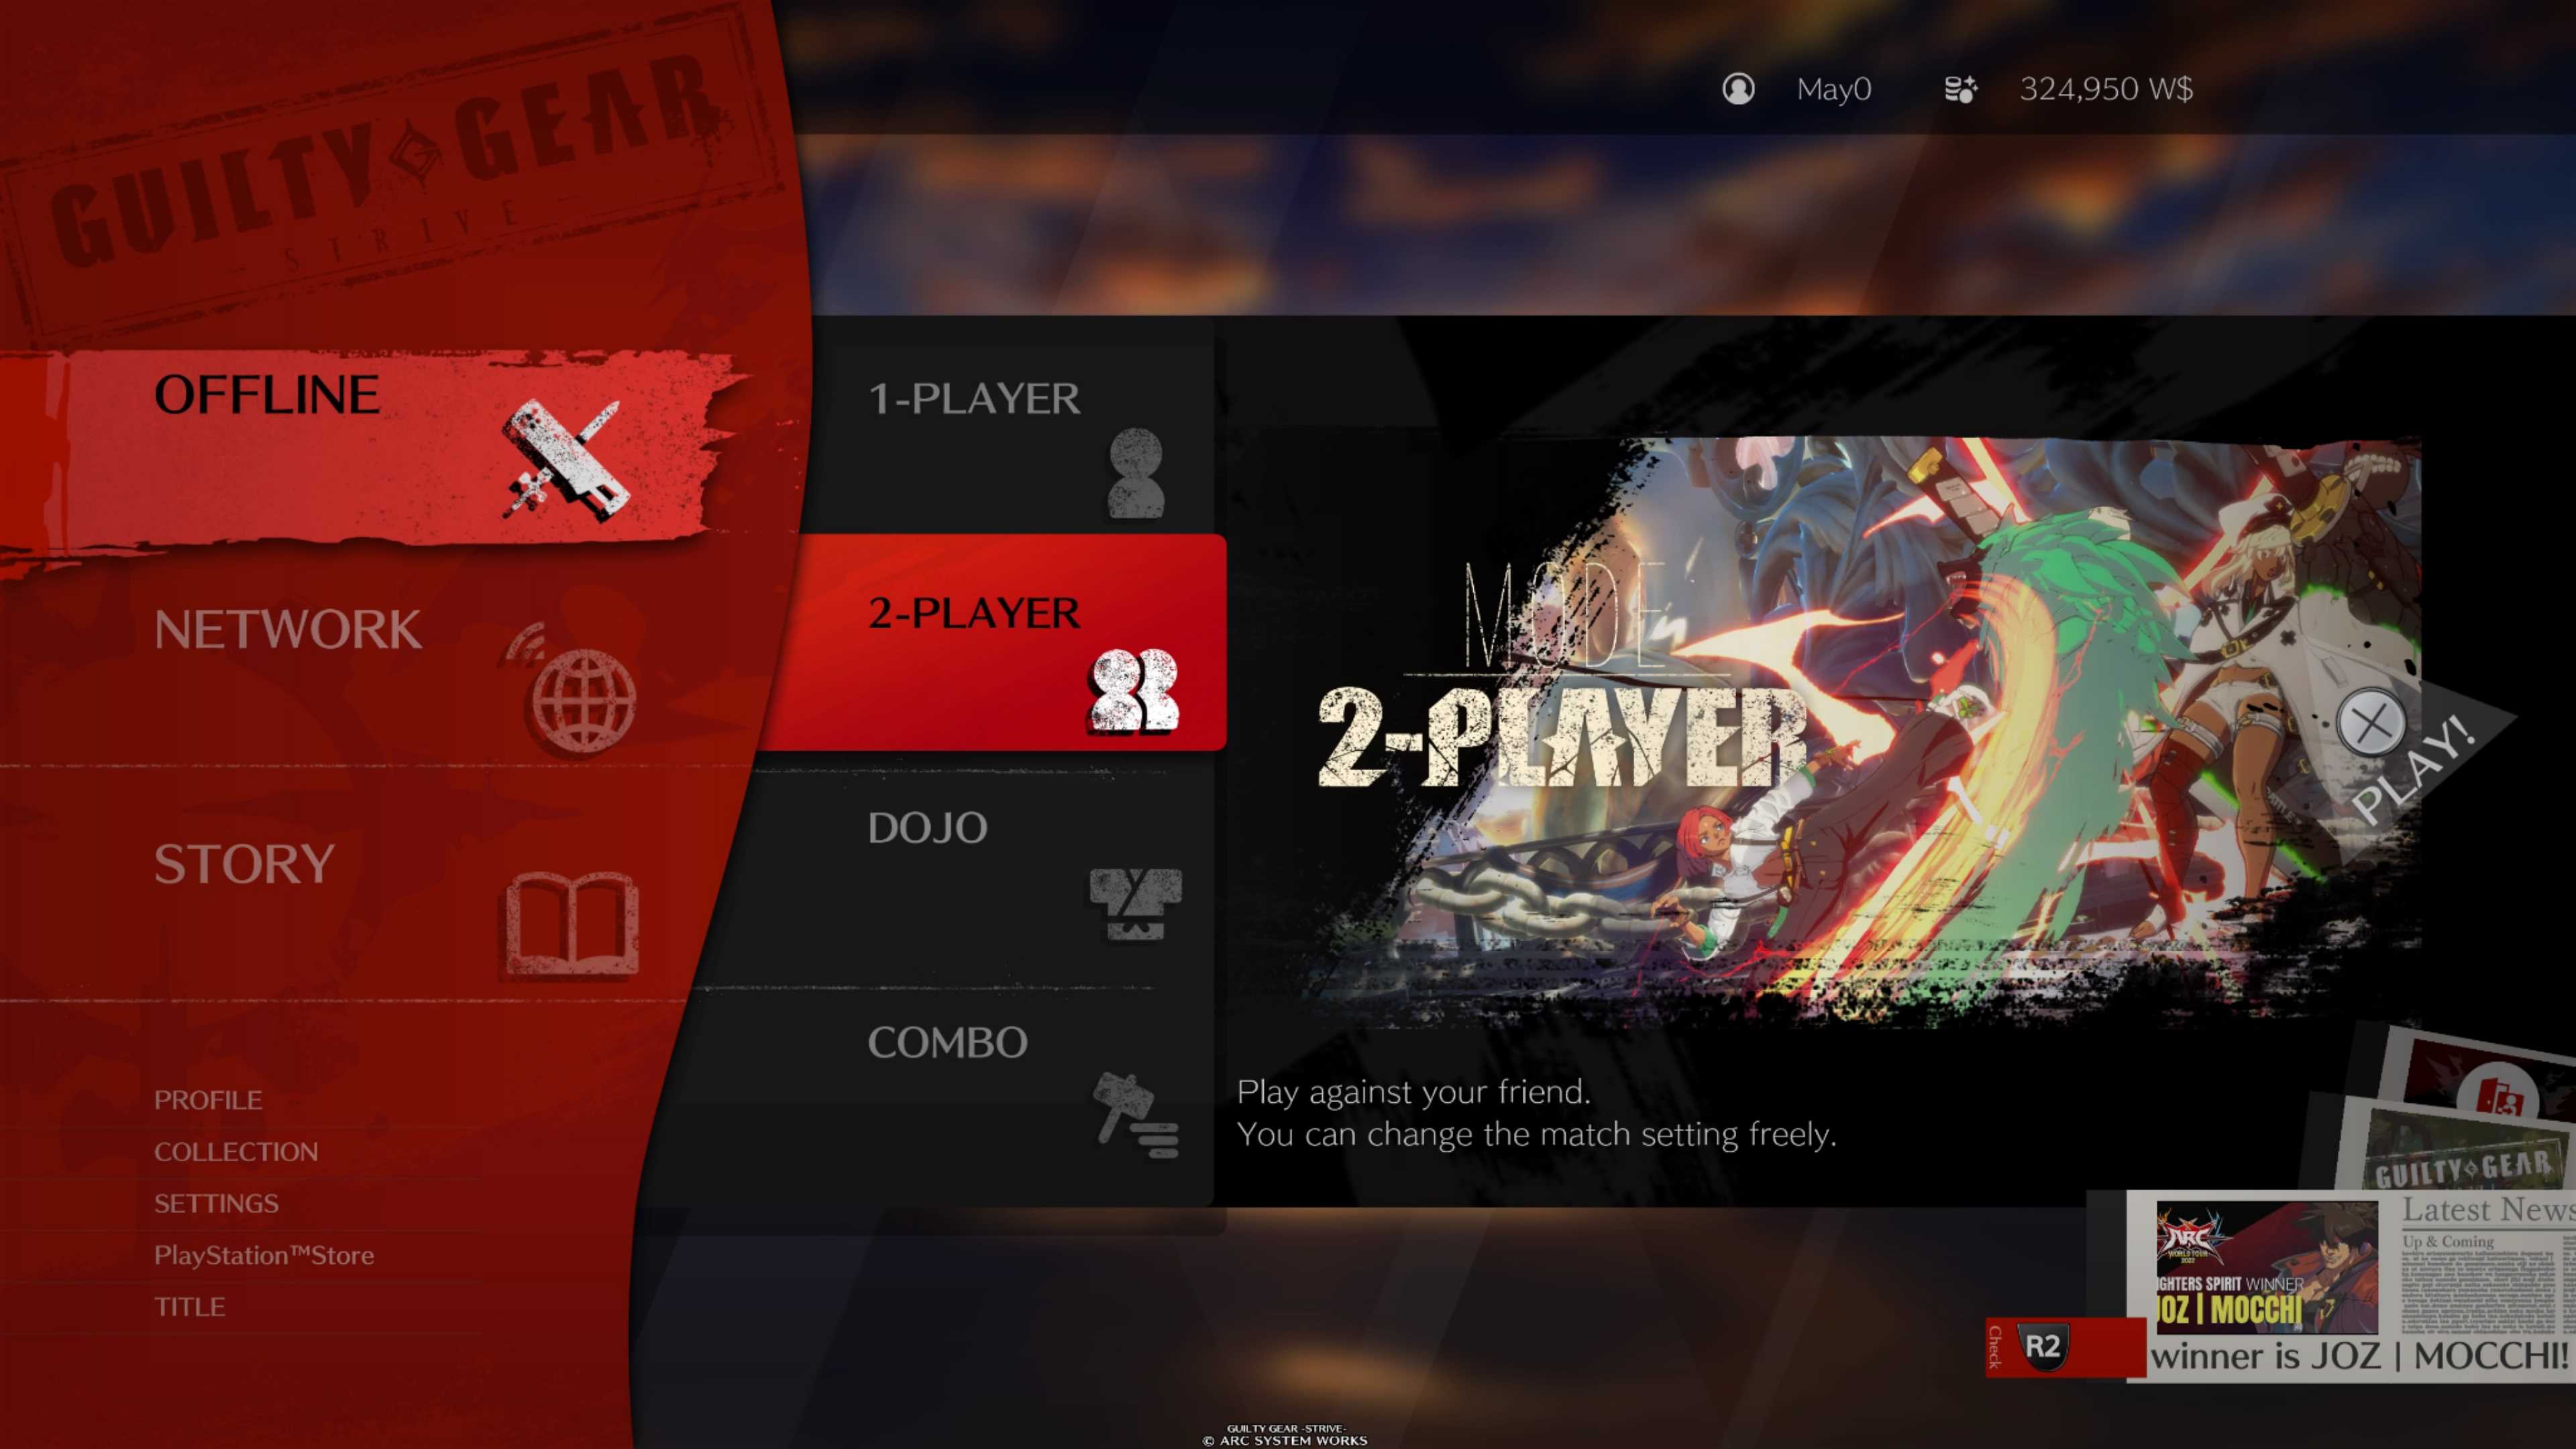 GUILTY GEAR
- STRIVE -
May0
324,950 W$
OFFLINE
NETWORK
STORY
PROFILE
COLLECTION
SETTINGS
PlayStation™Store
TITLE
1-PLAYER
2-PLAYER
DOJO
COMBO
MODE
2-PLAYER
PLAY!
Play against your friend.
You can change the match setting freely.
GUILTY GEAR
Latest News
Up & Coming
ARC
WORLD TOUR
2022
IGHTERS SPIRIT WINNER
JOZ | MOCCHI
Check
R2
winner is JOZ | MOCCHI!
GUILTY GEAR -STRIVE-
© ARC SYSTEM WORKS